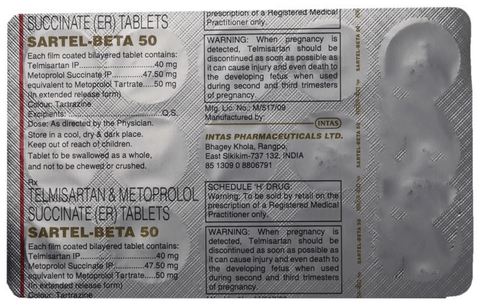 SUCCINATE (ER) TABLETS
SARTEL-BETA 50
Each film coated bilayered tablet contains:
Telmisartan IP..............................40 mg
Metoprolol Succinate IP............47.50 mg
equivalent to Metoprolol Tartrate.....50 mg
(In extended release form)
Colour: Tartrazine
Excipients:..................................Q.S.
Dose: As directed by the Physician.
Store in a cool, dry & dark place.
Keep out of reach of children.
Tablet to be swallowed as a whole,
and not to be chewed or crushed.
Rx
TELMISARTAN & METOPROLOL
SUCCINATE (ER) TABLETS
SARTEL-BETA 50
Each film coated bilayered tablet contains:
Telmisartan IP..............................40 mg
Metoprolol Succinate IP............47.50 mg
equivalent to Metoprolol Tartrate.....50 mg
(In extended release form)
Colour: Tartrazine
prescription of a Registered Medical
Practitioner only.
WARNING: When pregnancy is
detected, Telmisartan should be
discontinued as soon as possible as
it can cause injury and even death to
the developing fetus when used
during second and third trimesters
of pregnancy.
Mfg. Lic. No.: M/517/09
Manufactured by:
INTAS
INTAS PHARMACEUTICALS LTD.
Bhagey Khola, Rangpo,
East Sikikim-737 132, INDIA
85 1309 0 8806791
SCHEDULE 'H' DRUG:
Warning: To be sold by retail on the
prescription of a Registered Medical
Practitioner only.
WARNING: When pregnancy is
detected, Telmisartan should be
discontinued as soon as possible as
it can cause injury and even death to
the developing fetus when used
during second and third trimesters
of pregnancy.